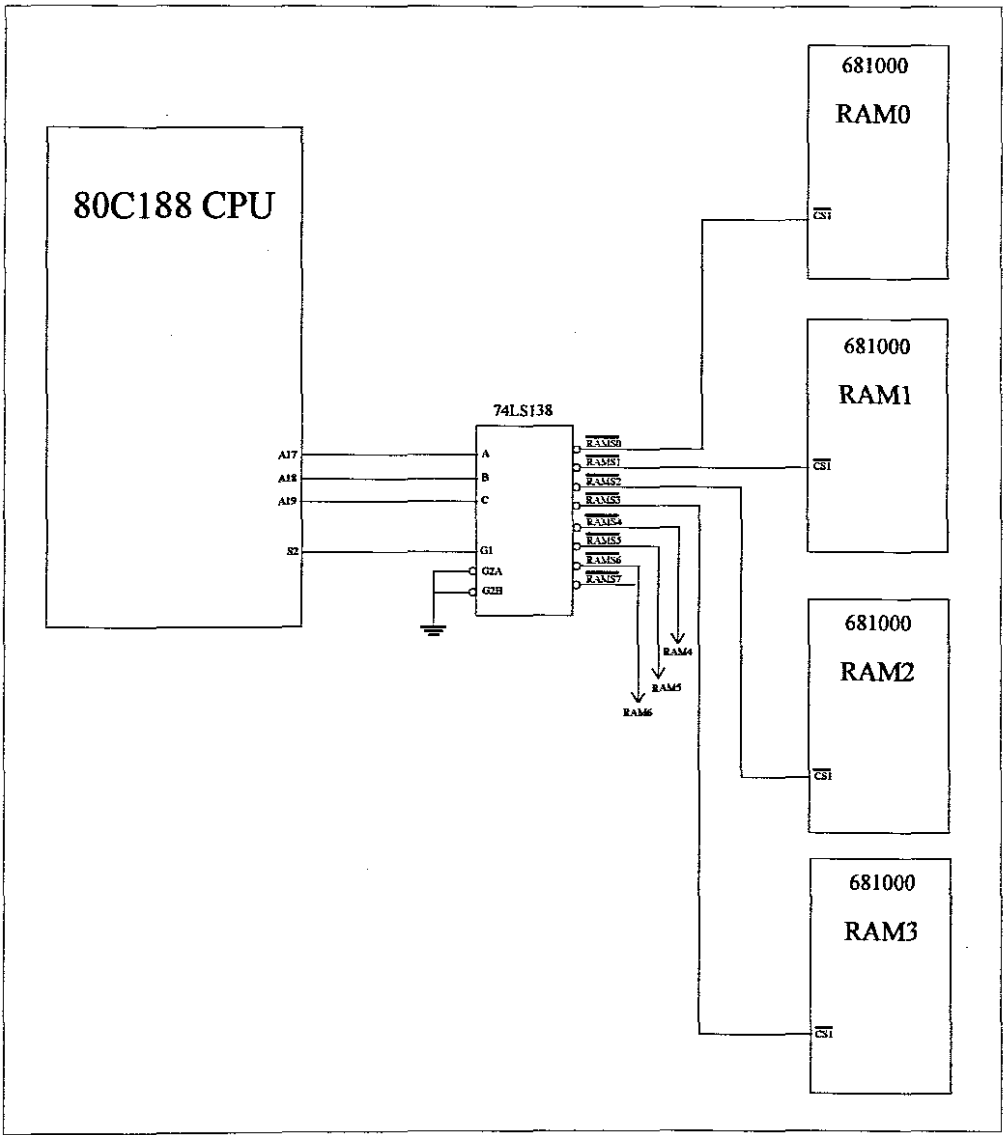 80C188 CPU
A17
A18
A19
S2
74LS138
A
B
C
G1
G2A
G2B
RAMS0
RAMS1
RAMS2
RAMS3
RAMS4
RAMS5
RAMS6
RAMS7
RAM4
RAM5
RAM6
681000
RAM0
CS1
681000
RAM1
CS1
681000
RAM2
CS1
681000
RAM3
CS1